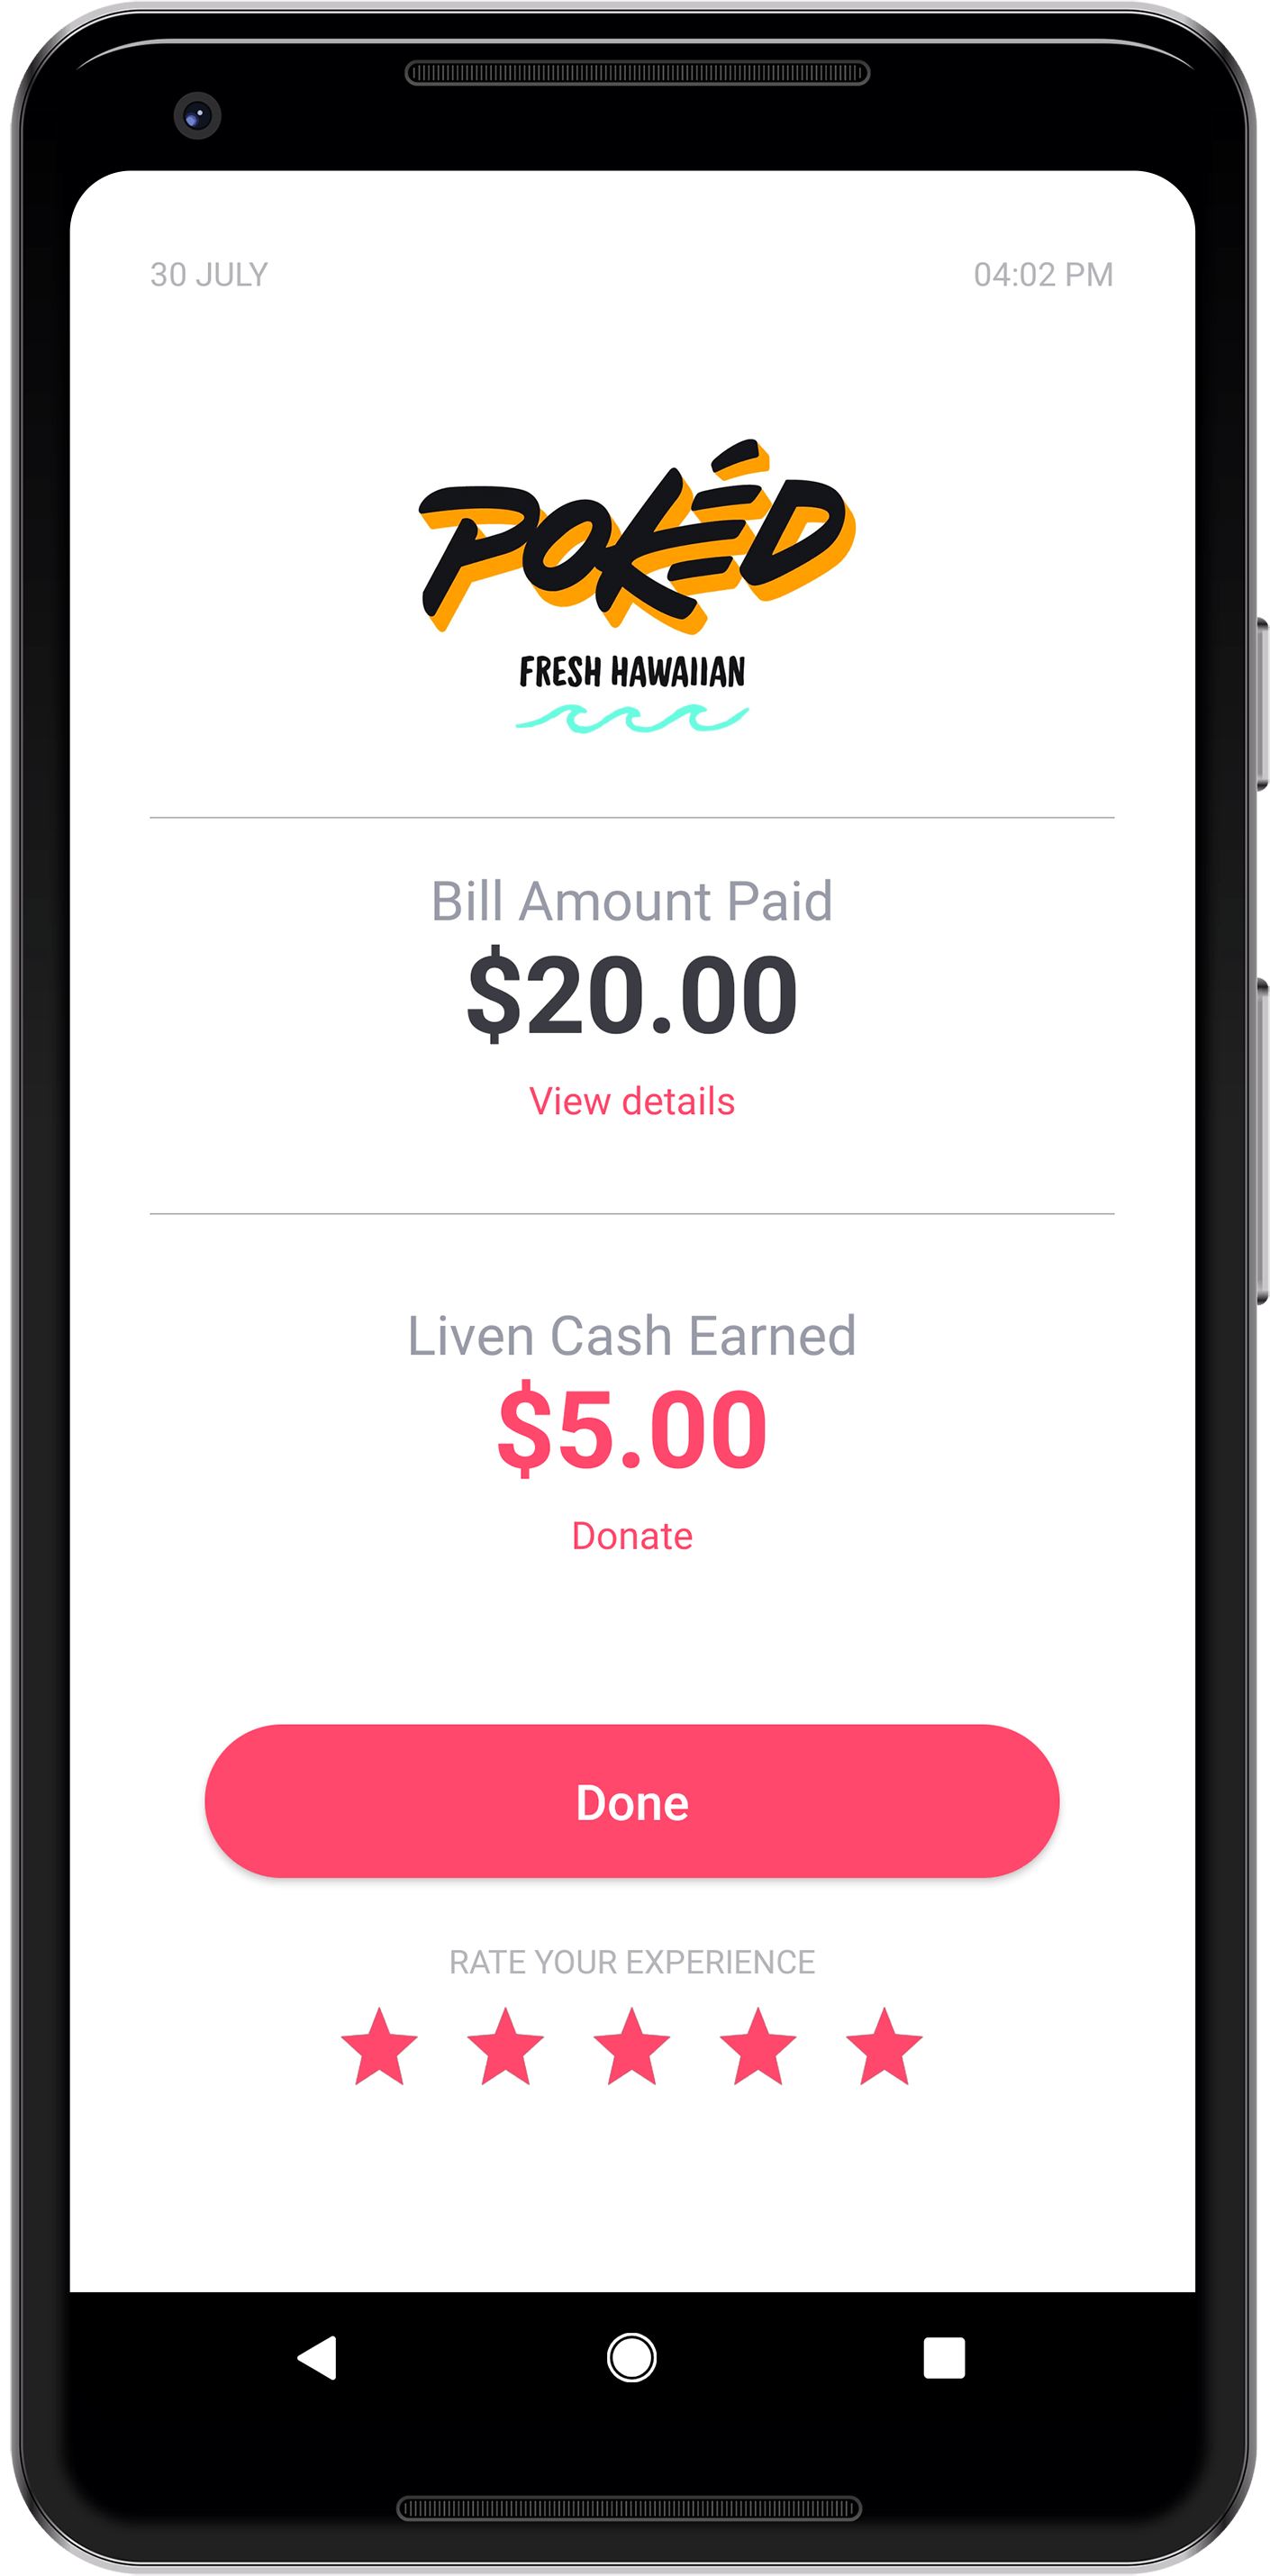 30 JULY
04:02 PM
POKÉD
FRESH HAWAIIAN
Bill Amount Paid
$20.00
View details
Liven Cash Earned
$5.00
Donate
Done
RATE YOUR EXPERIENCE